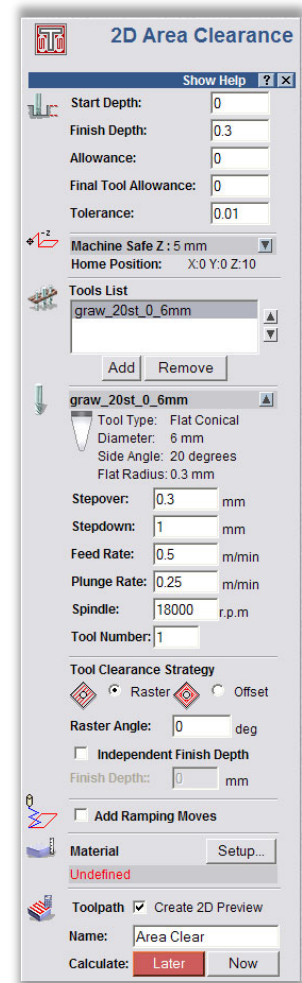 2D Area Clearance
Show Help ? X
Start Depth: 0
Finish Depth: 0.3
Allowance: 0
Final Tool Allowance: 0
Tolerance: 0.01
Machine Safe Z : 5 mm
Home Position: X:0 Y:0 Z:10
Tools List
graw_20st_0_6mm
Add Remove
graw_20st_0_6mm
Tool Type: Flat Conical
Diameter: 6 mm
Side Angle: 20 degrees
Flat Radius: 0.3 mm
Stepover: 0.3 mm
Stepdown: 1 mm
Feed Rate: 0.5 m/min
Plunge Rate: 0.25 m/min
Spindle: 18000 r.p.m
Tool Number: 1
Tool Clearance Strategy
Raster Offset
Raster Angle: 0 deg
Independent Finish Depth
Finish Depth:: 0 mm
Add Ramping Moves
Material Setup...
Undefined
Toolpath Create 2D Preview
Name: Area Clear
Calculate: Later Now